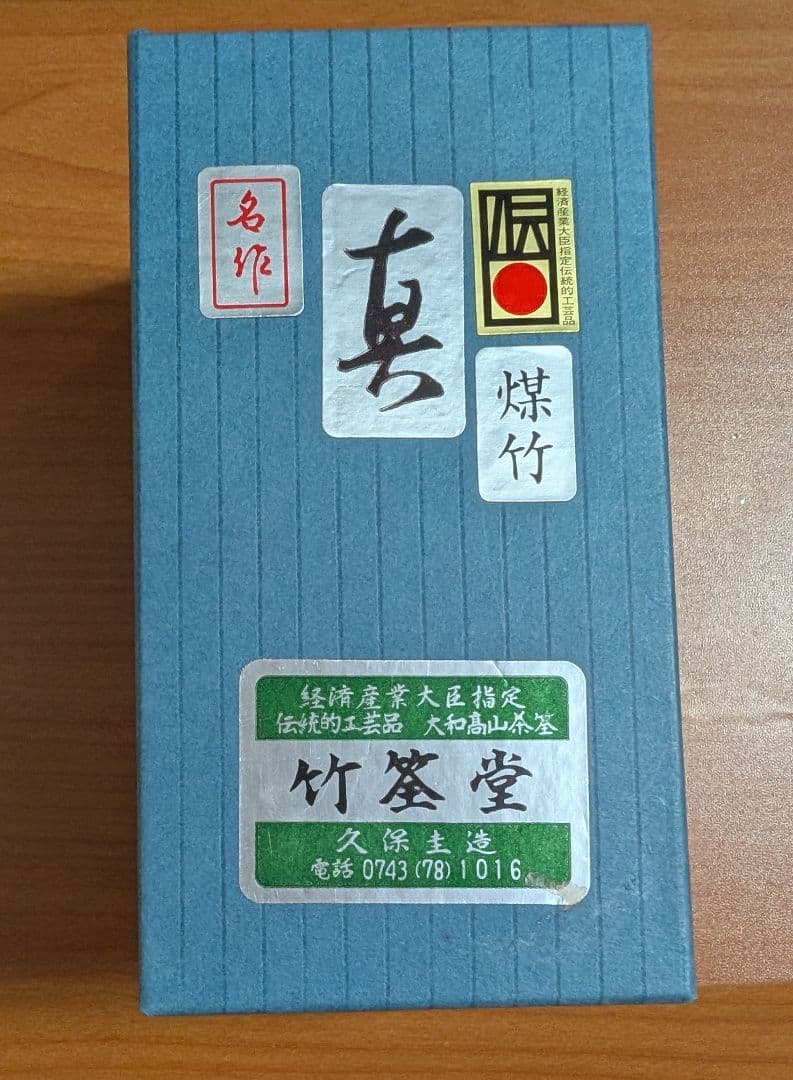 名作
真
伝
経済産業大臣指定伝統的工芸品
煤竹
経済産業大臣指定
伝統的工芸品 大和高山茶筌
竹筌堂
久保圭造
電話 0743(78)1016